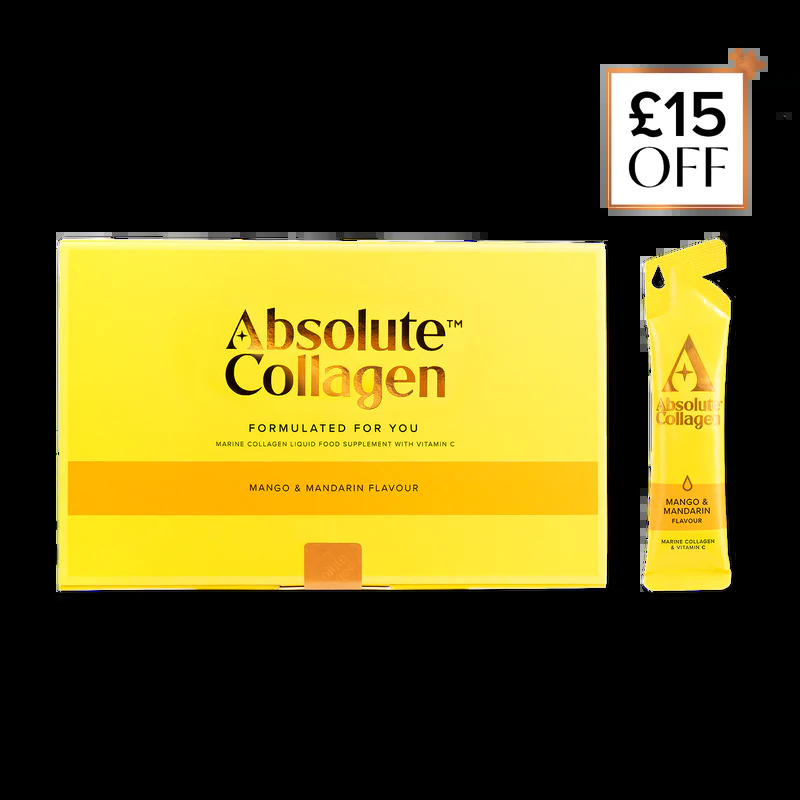 £15
OFF
Absolute™
Collagen
FORMULATED FOR YOU
MARINE COLLAGEN LIQUID FOOD SUPPLEMENT WITH VITAMIN C
MANGO & MANDARIN FLAVOUR
Absolute
Collagen
MANGO &
MANDARIN
FLAVOUR
MARINE COLLAGEN
& VITAMIN C